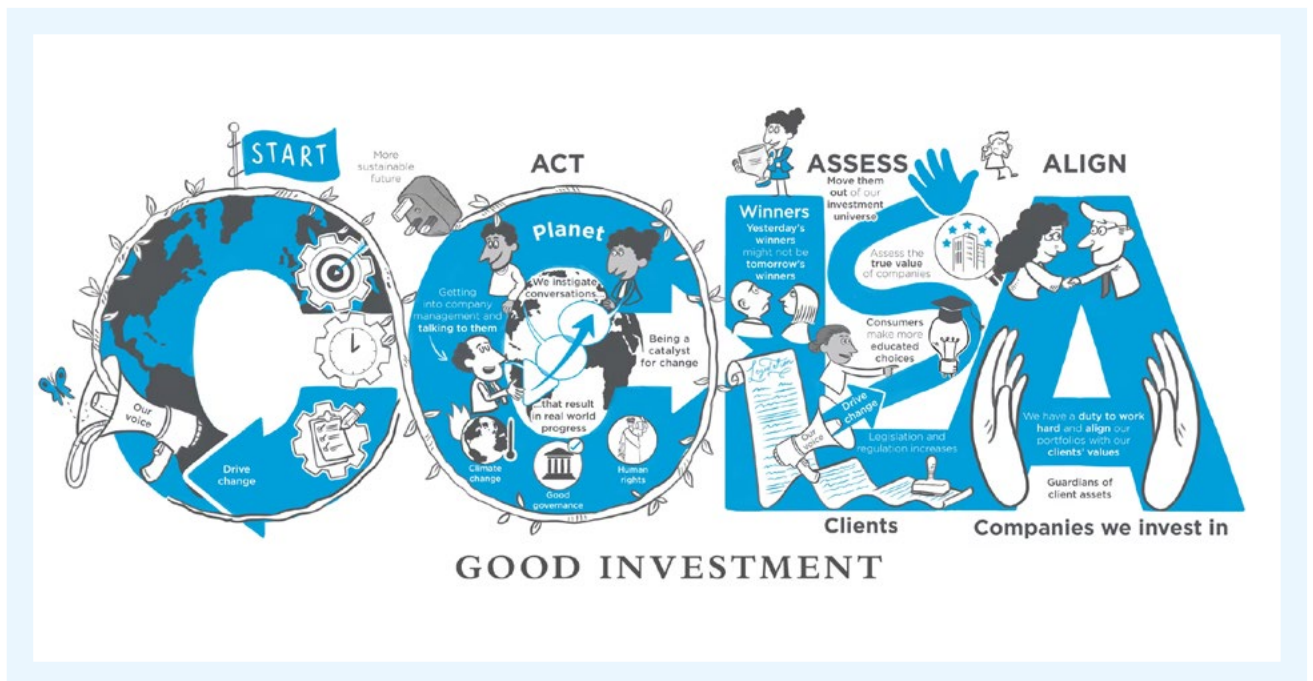 START
More
sustainable
future
Our
voice
Drive
change
ACT
Planet
Getting
into company
management and
talking to them
We instigate
conversations...
...that result
in real world
progress
Being a
catalyst
for change
Climate
change
Good
governance
Human
rights
ASSESS
Move them
out of our
investment
universe
Winners
Yesterday's
winners
might not be
tomorrow's
winners
Assess the
true value
of companies
Consumers
make more
educated
choices
Legislation
Our
voice
Drive
change
Legislation and
regulation increases
Clients
ALIGN
We have a duty to work
hard and align our
portfolios with our
clients' values
Guardians of
client assets
Companies we invest in
GOOD INVESTMENT